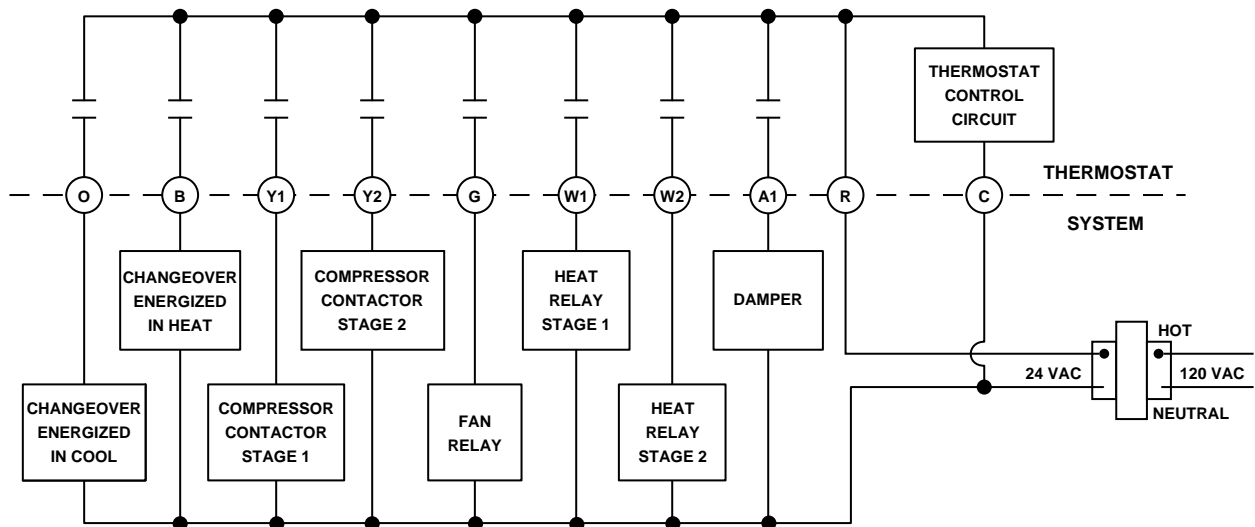 THERMOSTAT
CONTROL
CIRCUIT
THERMOSTAT
O
B
Y1
Y2
G
W1
W2
A1
R
C
SYSTEM
CHANGEOVER
ENERGIZED
IN HEAT
COMPRESSOR
CONTACTOR
STAGE 2
HEAT
RELAY
STAGE 1
DAMPER
HOT
24 VAC
120 VAC
NEUTRAL
CHANGEOVER
ENERGIZED
IN COOL
COMPRESSOR
CONTACTOR
STAGE 1
FAN
RELAY
HEAT
RELAY
STAGE 2